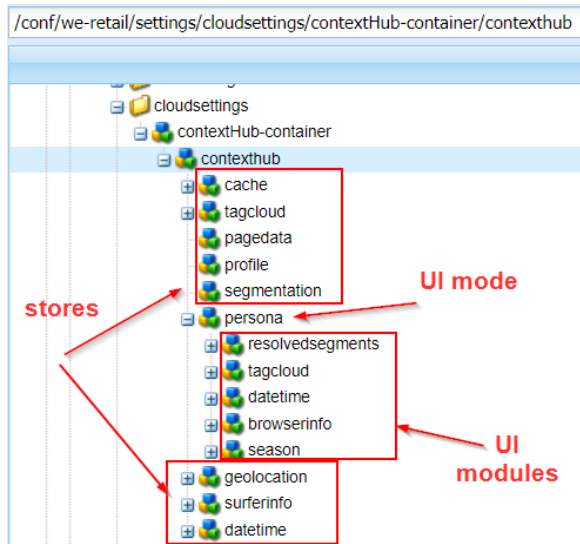 /conf/we-retail/settings/cloudsettings/contextHub-container/contexthub
cloudsettings
contextHub-container
contexthub
cache
tagcloud
pagedata
profile
segmentation
stores
UI mode
persona
resolvedsegments
tagcloud
datetime
browserinfo
season
UI
modules
geolocation
surferinfo
datetime